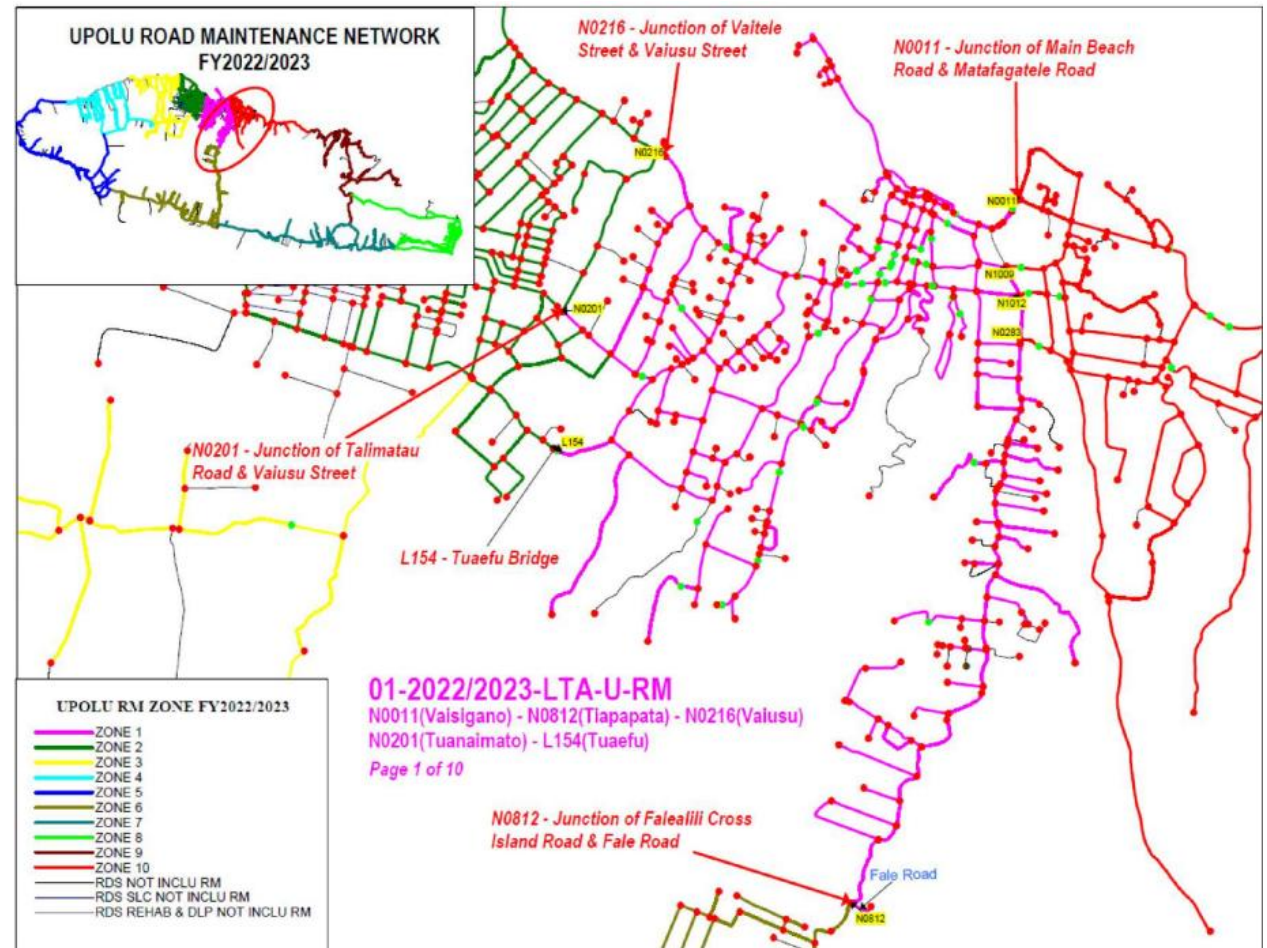 UPOLU ROAD MAINTENANCE NETWORK
FY2022/2023
N0216 - Junction of Vaitele
Street & Vaiusu Street
N0011 - Junction of Main Beach
Road & Matafagatele Road
N0216
N0011
N1009
N1012
N0201
N0283
L154
N0201 - Junction of Talimatau
Road & Vaiusu Street
L154 - Tuaefu Bridge
UPOLU RM ZONE FY2022/2023
ZONE 1
ZONE 2
ZONE 3
ZONE 4
ZONE 5
ZONE 6
ZONE 7
ZONE 8
ZONE 9
ZONE 10
RDS NOT INCLU RM
RDS SLC NOT INCLU RM
RDS REHAB & DLP NOT INCLU RM
01-2022/2023-LTA-U-RM
N0011(Vaisigano) - N0812(Tiapapata) - N0216(Vaiusu)
N0201(Tuanaimato) - L154(Tuaefu)
Page 1 of 10
N0812 - Junction of Falealili Cross
Island Road & Fale Road
Fale Road
N0812